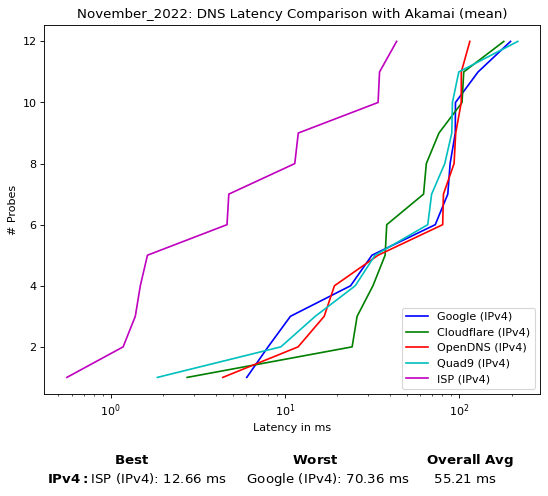 November_2022: DNS Latency Comparison with Akamai (mean)
12
10
8
6
4
2
# Probes
Google (IPv4)
Cloudflare (IPv4)
OpenDNS (IPv4)
Quad9 (IPv4)
ISP (IPv4)
10⁰ 10¹ 10²
Latency in ms
Best Worst Overall Avg
IPv4: ISP (IPv4): 12.66 ms Google (IPv4): 70.36 ms 55.21 ms